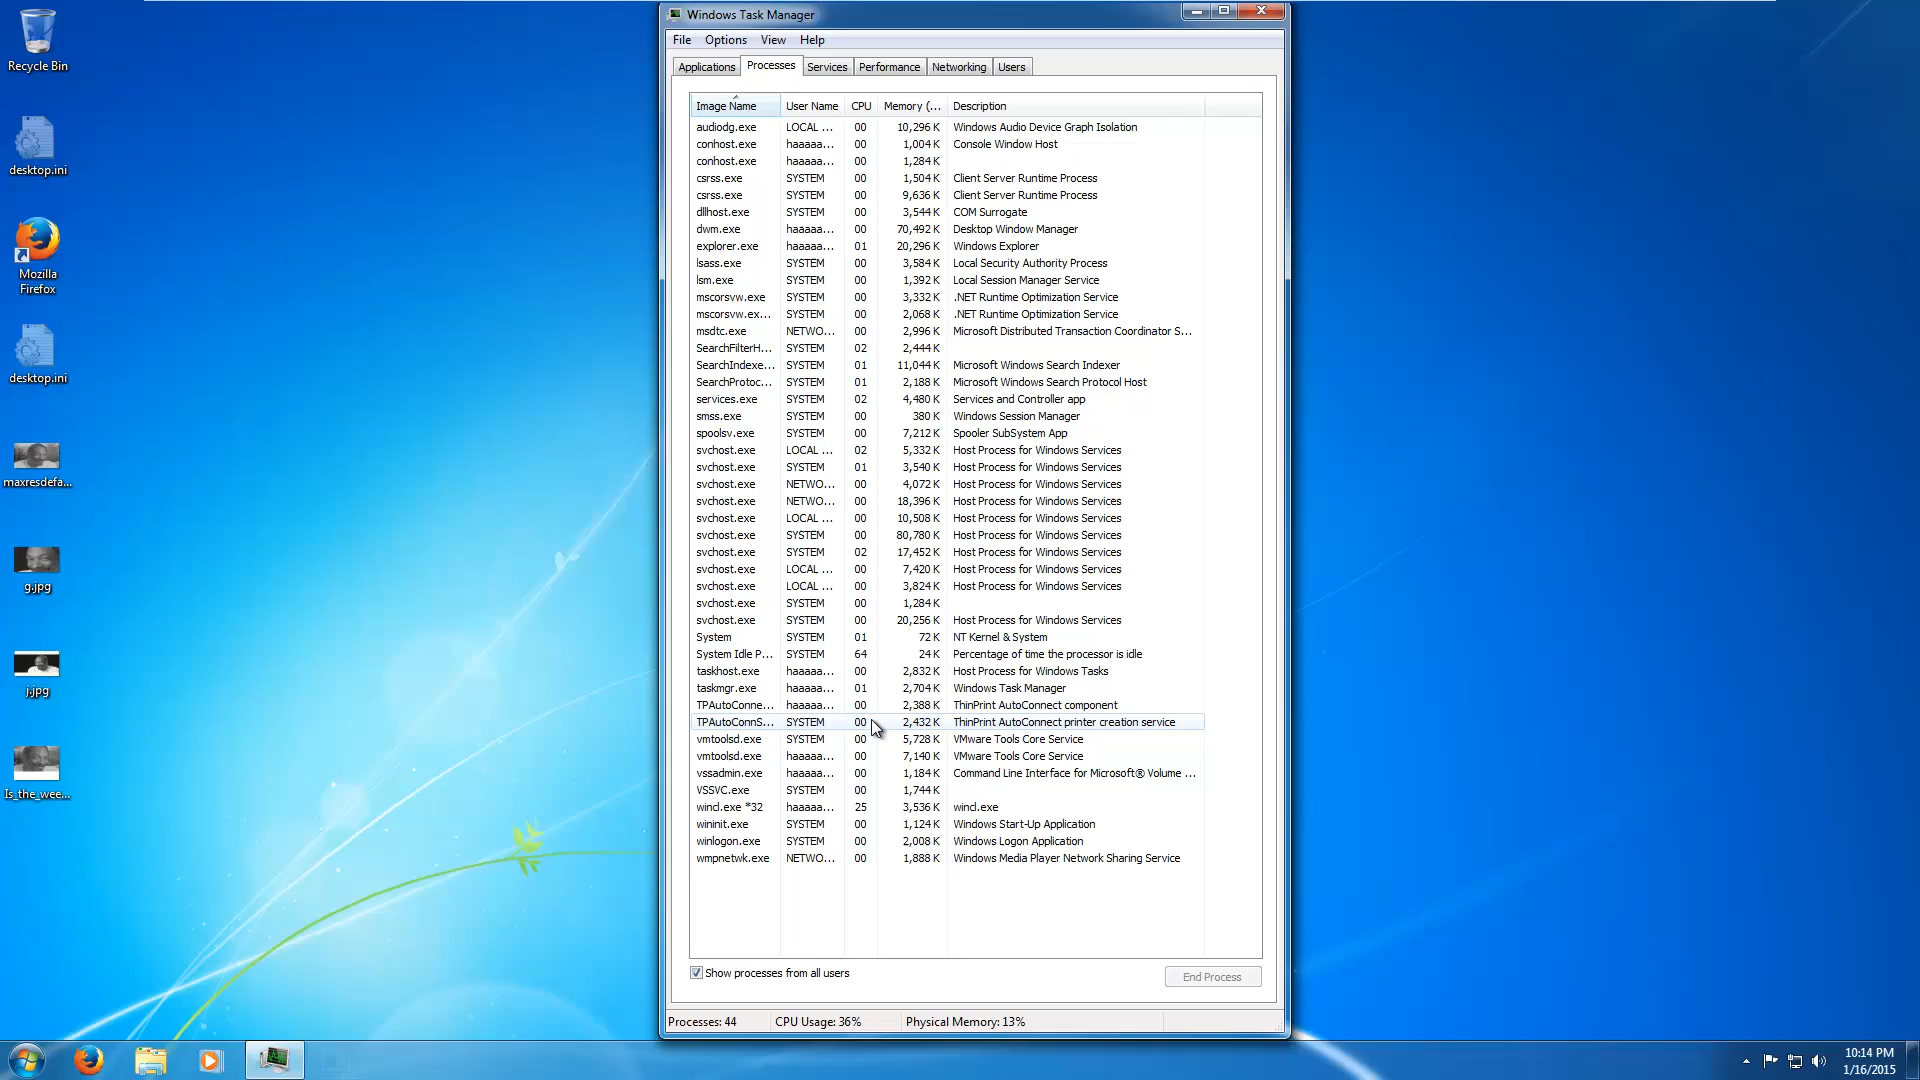 Recycle Bin
desktop.ini
Mozilla
Firefox
desktop.ini
maxresdefa...
g.jpg
j.jpg
Is_the_wee...
Windows Task Manager
File Options View Help
Applications Processes Services Performance Networking Users
Image Name User Name CPU Memory (... Description
audiodg.exe LOCAL ... 00 10,296 K Windows Audio Device Graph Isolation
conhost.exe haaaaa... 00 1,004 K Console Window Host
conhost.exe haaaaa... 00 1,284 K
csrss.exe SYSTEM 00 1,504 K Client Server Runtime Process
csrss.exe SYSTEM 00 9,636 K Client Server Runtime Process
dllhost.exe SYSTEM 00 3,544 K COM Surrogate
dwm.exe haaaaa... 00 70,492 K Desktop Window Manager
explorer.exe haaaaa... 01 20,296 K Windows Explorer
lsass.exe SYSTEM 00 3,584 K Local Security Authority Process
lsm.exe SYSTEM 00 1,392 K Local Session Manager Service
mscorsvw.exe SYSTEM 00 3,332 K .NET Runtime Optimization Service
mscorsvw.ex... SYSTEM 00 2,068 K .NET Runtime Optimization Service
msdtc.exe NETWO... 00 2,996 K Microsoft Distributed Transaction Coordinator S...
SearchFilterH... SYSTEM 02 2,444 K
SearchIndexe... SYSTEM 01 11,044 K Microsoft Windows Search Indexer
SearchProtoc... SYSTEM 01 2,188 K Microsoft Windows Search Protocol Host
services.exe SYSTEM 02 4,480 K Services and Controller app
smss.exe SYSTEM 00 380 K Windows Session Manager
spoolsv.exe SYSTEM 00 7,212 K Spooler SubSystem App
svchost.exe LOCAL ... 02 5,332 K Host Process for Windows Services
svchost.exe SYSTEM 01 3,540 K Host Process for Windows Services
svchost.exe NETWO... 00 4,072 K Host Process for Windows Services
svchost.exe NETWO... 00 18,396 K Host Process for Windows Services
svchost.exe LOCAL ... 00 10,508 K Host Process for Windows Services
svchost.exe SYSTEM 00 80,780 K Host Process for Windows Services
svchost.exe SYSTEM 02 17,452 K Host Process for Windows Services
svchost.exe LOCAL ... 00 7,420 K Host Process for Windows Services
svchost.exe LOCAL ... 00 3,824 K Host Process for Windows Services
svchost.exe SYSTEM 00 1,284 K
svchost.exe SYSTEM 00 20,256 K Host Process for Windows Services
System SYSTEM 01 72 K NT Kernel & System
System Idle P... SYSTEM 64 24 K Percentage of time the processor is idle
taskhost.exe haaaaa... 00 2,832 K Host Process for Windows Tasks
taskmgr.exe haaaaa... 01 2,704 K Windows Task Manager
TPAutoConne... haaaaa... 00 2,388 K ThinPrint AutoConnect component
TPAutoConnS... SYSTEM 00 2,432 K ThinPrint AutoConnect printer creation service
vmtoolsd.exe SYSTEM 00 5,728 K VMware Tools Core Service
vmtoolsd.exe haaaaa... 00 7,140 K VMware Tools Core Service
vssadmin.exe haaaaa... 00 1,184 K Command Line Interface for Microsoft® Volume ...
VSSVC.exe SYSTEM 00 1,744 K
wincl.exe *32 haaaaa... 25 3,536 K wincl.exe
wininit.exe SYSTEM 00 1,124 K Windows Start-Up Application
winlogon.exe SYSTEM 00 2,008 K Windows Logon Application
wmpnetwk.exe NETWO... 00 1,888 K Windows Media Player Network Sharing Service
Show processes from all users
End Process
Processes: 44 CPU Usage: 36% Physical Memory: 13%
10:14 PM
1/16/2015